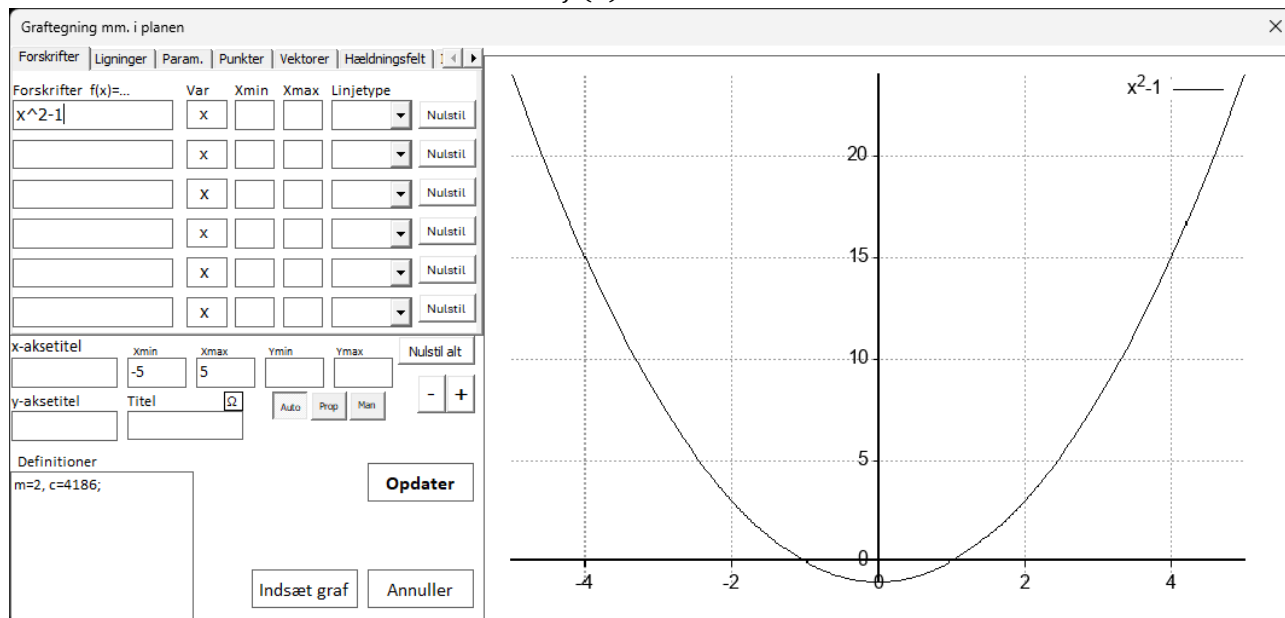 Graftegning mm. i planen
Forskrifter Ligninger Param. Punkter Vektorer Hældningsfelt
Forskrifter f(x)=... Var Xmin Xmax Linjetype
x^2-1 x Nulstil
x Nulstil
x Nulstil
x Nulstil
x Nulstil
x Nulstil
x-aksetitel Xmin Xmax Ymin Ymax Nulstil alt
-5 5
- +
y-aksetitel Titel Ω Auto Prop Man
Definitioner
m=2, c=4186;
Opdater
Indsæt graf Annuller
x²-1
20
15
10
5
0
-4 -2 0 2 4